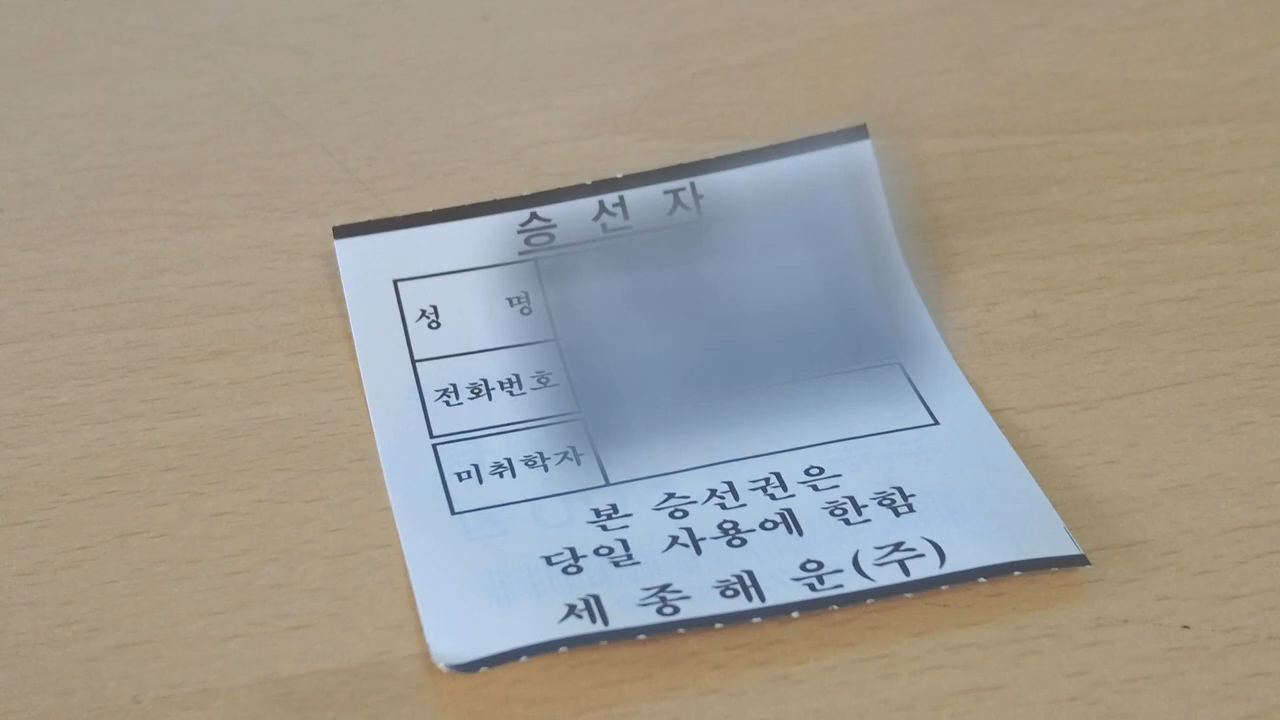 승 선 자
성 명
전화번호
미취학자
본 승선권은
당일 사용에 한함
세 종 해 운(주)